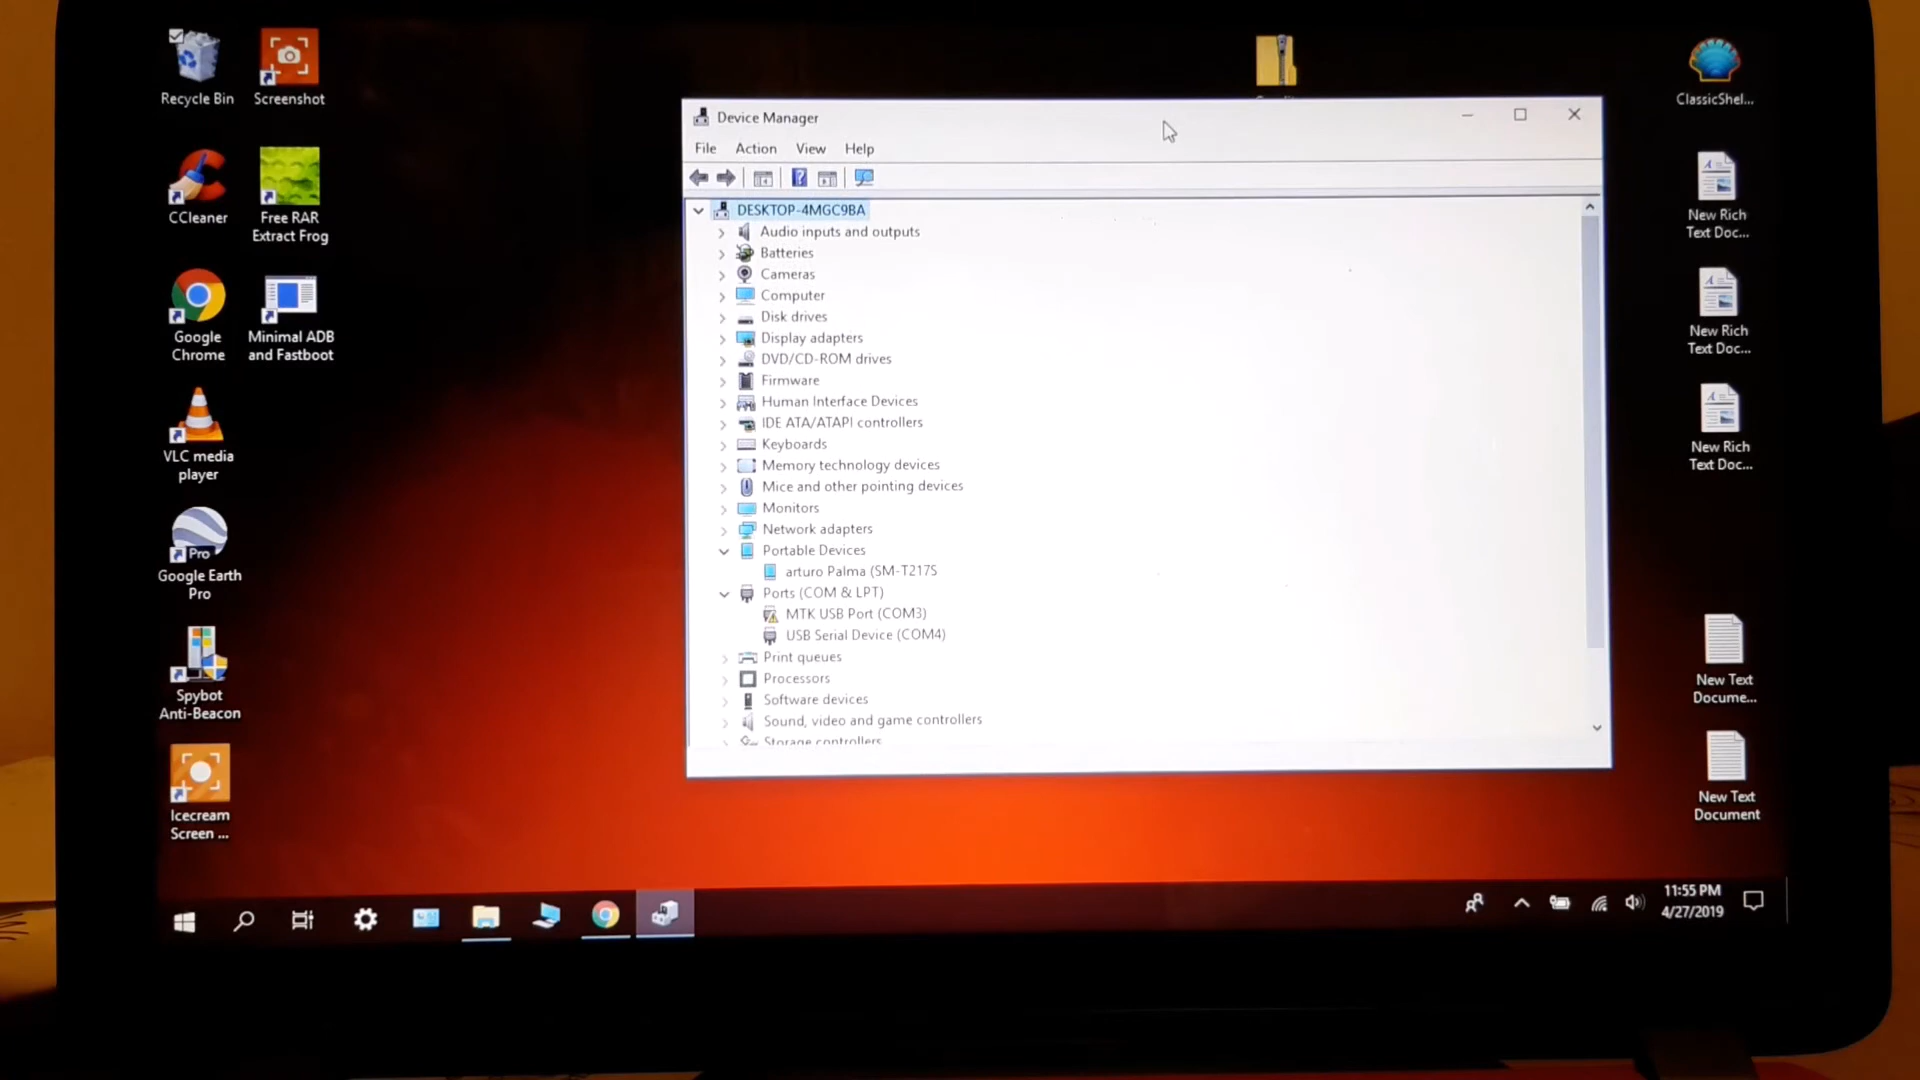 Recycle Bin
Screenshot
CCleaner
Free RAR
Extract Frog
Google
Chrome
Minimal ADB
and Fastboot
VLC media
player
Pro
Google Earth
Pro
Spybot
Anti-Beacon
Icecream
Screen ...
Device Manager
File Action View Help
DESKTOP-4MGC9BA
Audio inputs and outputs
Batteries
Cameras
Computer
Disk drives
Display adapters
DVD/CD-ROM drives
Firmware
Human Interface Devices
IDE ATA/ATAPI controllers
Keyboards
Memory technology devices
Mice and other pointing devices
Monitors
Network adapters
Portable Devices
arturo Palma (SM-T217S
Ports (COM & LPT)
MTK USB Port (COM3)
USB Serial Device (COM4)
Print queues
Processors
Software devices
Sound, video and game controllers
Storage controllers
ClassicShel...
New Rich
Text Doc...
New Rich
Text Doc...
New Rich
Text Doc...
New Text
Docume...
New Text
Document
11:55 PM
4/27/2019